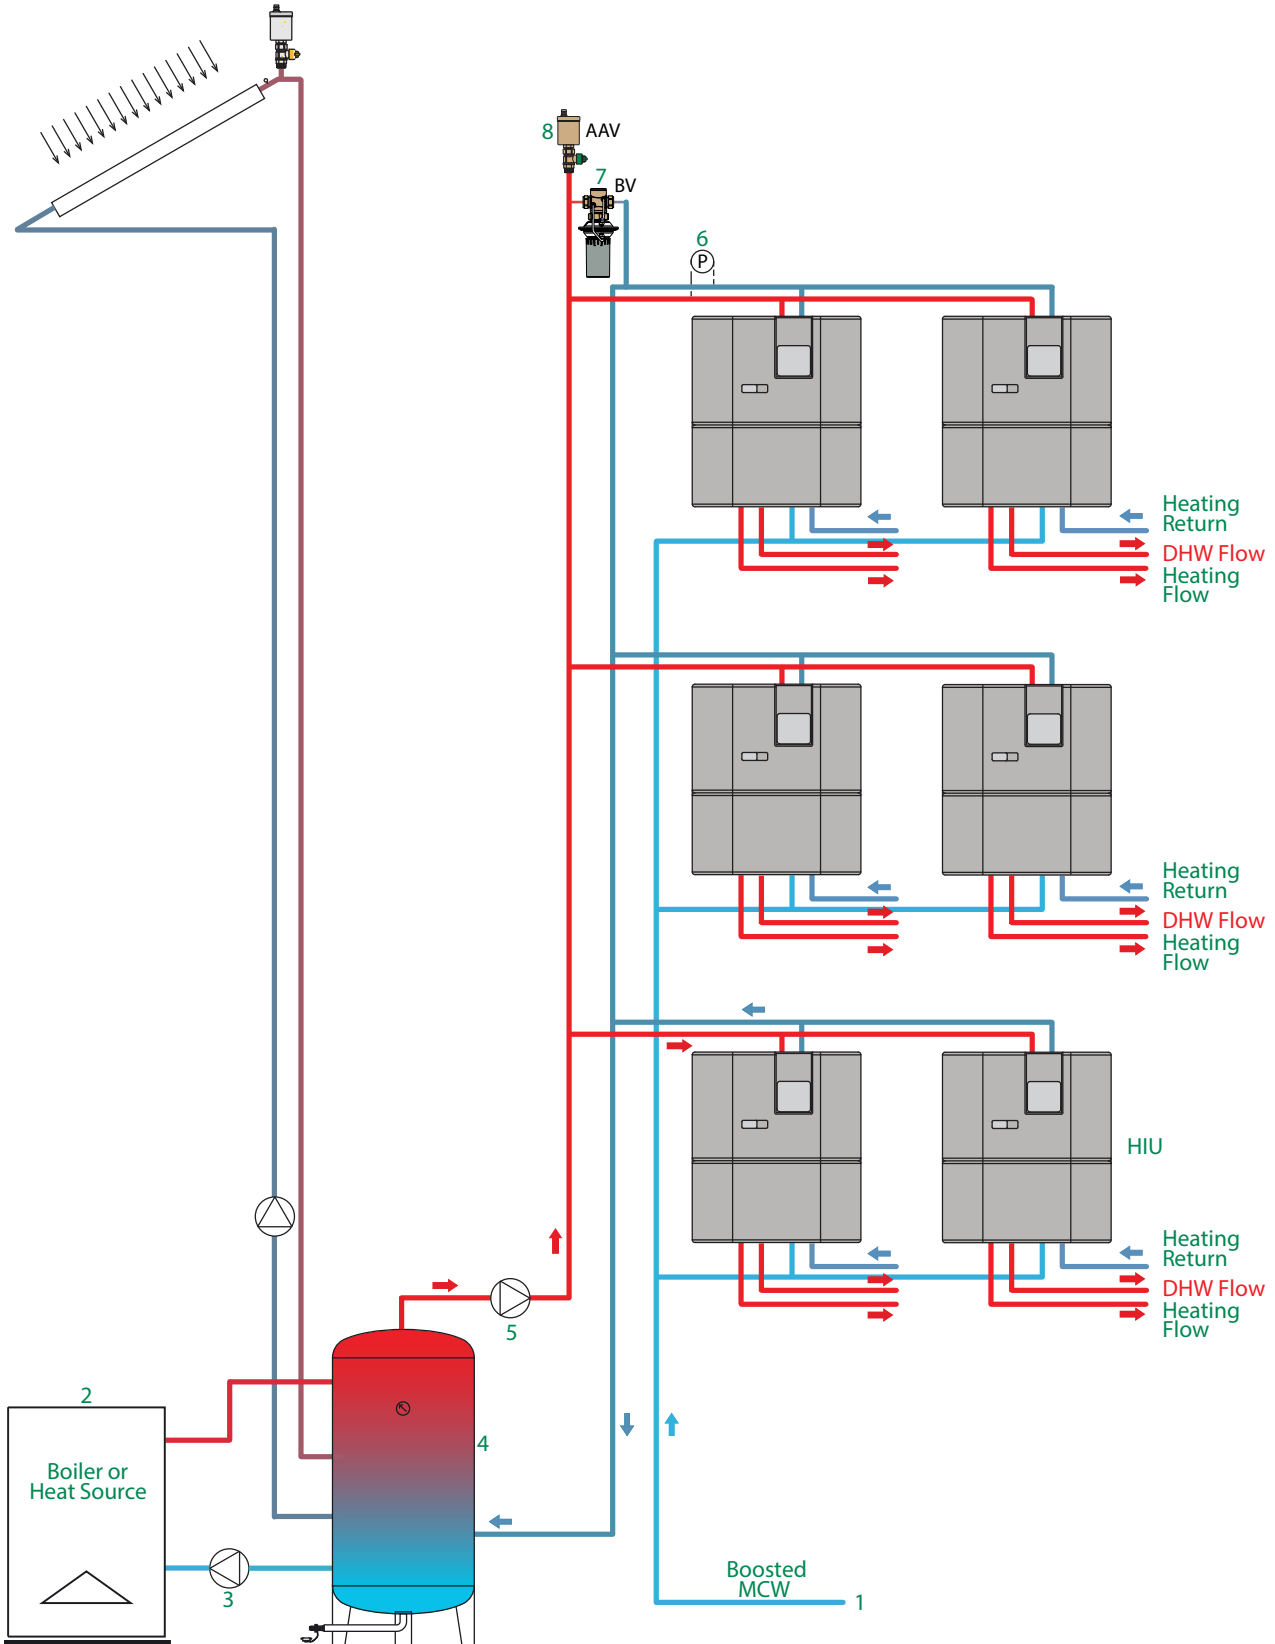 8 AAV
7 BV
6
P
Heating
Return
DHW Flow
Heating
Flow
Heating
Return
DHW Flow
Heating
Flow
HIU
Heating
Return
DHW Flow
Heating
Flow
5
2
4
Boiler or
Heat Source
3
Boosted
MCW
1